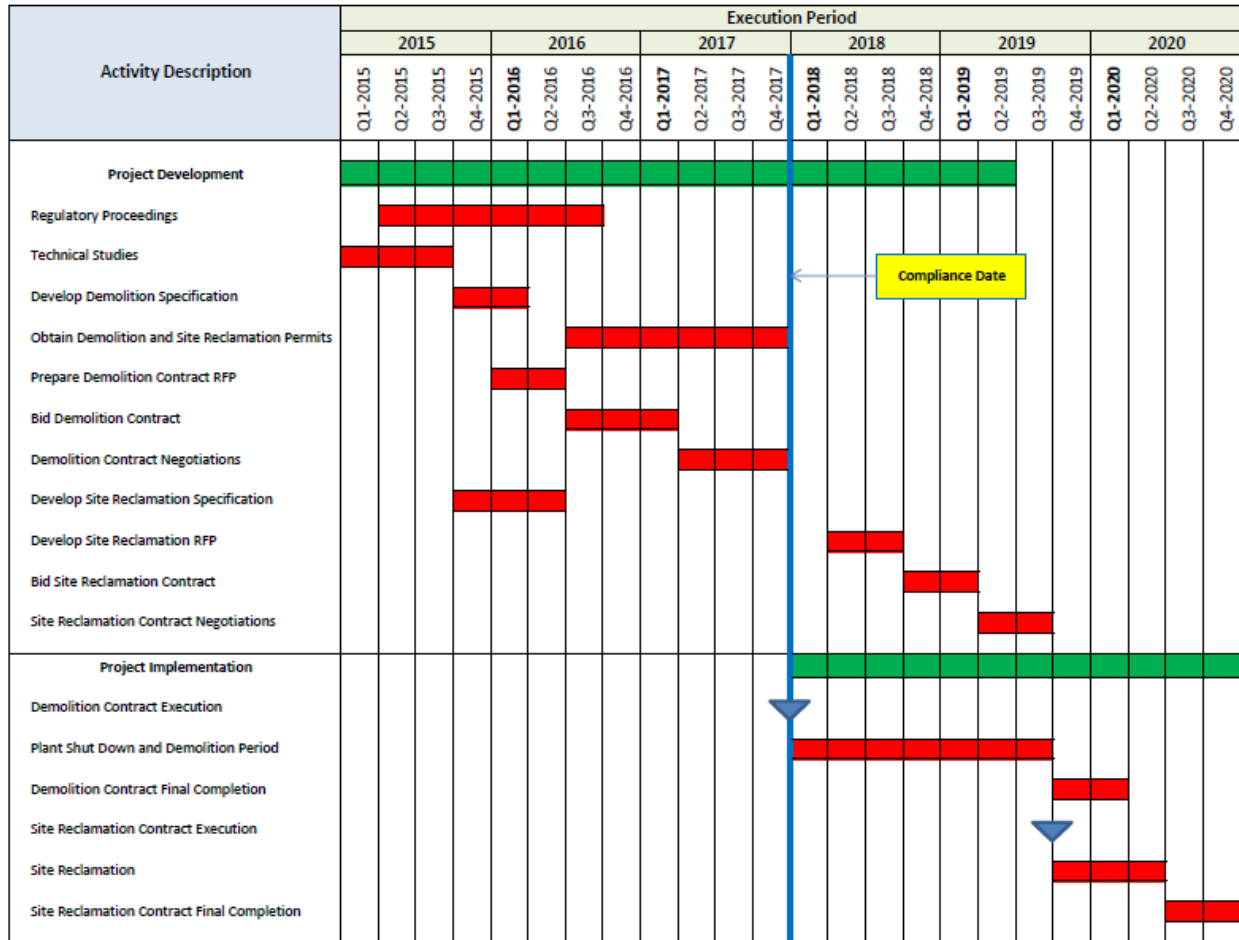 Execution Period
Activity Description
2015 2016 2017 2018 2019 2020
Q1-2015 Q2-2015 Q3-2015 Q4-2015 Q1-2016 Q2-2016 Q3-2016 Q4-2016 Q1-2017 Q2-2017 Q3-2017 Q4-2017 Q1-2018 Q2-2018 Q3-2018 Q4-2018 Q1-2019 Q2-2019 Q3-2019 Q4-2019 Q1-2020 Q2-2020 Q3-2020 Q4-2020
Project Development
Regulatory Proceedings
Technical Studies
Compliance Date
Develop Demolition Specification
Obtain Demolition and Site Reclamation Permits
Prepare Demolition Contract RFP
Bid Demolition Contract
Demolition Contract Negotiations
Develop Site Reclamation Specification
Develop Site Reclamation RFP
Bid Site Reclamation Contract
Site Reclamation Contract Negotiations
Project Implementation
Demolition Contract Execution
Plant Shut Down and Demolition Period
Demolition Contract Final Completion
Site Reclamation Contract Execution
Site Reclamation
Site Reclamation Contract Final Completion